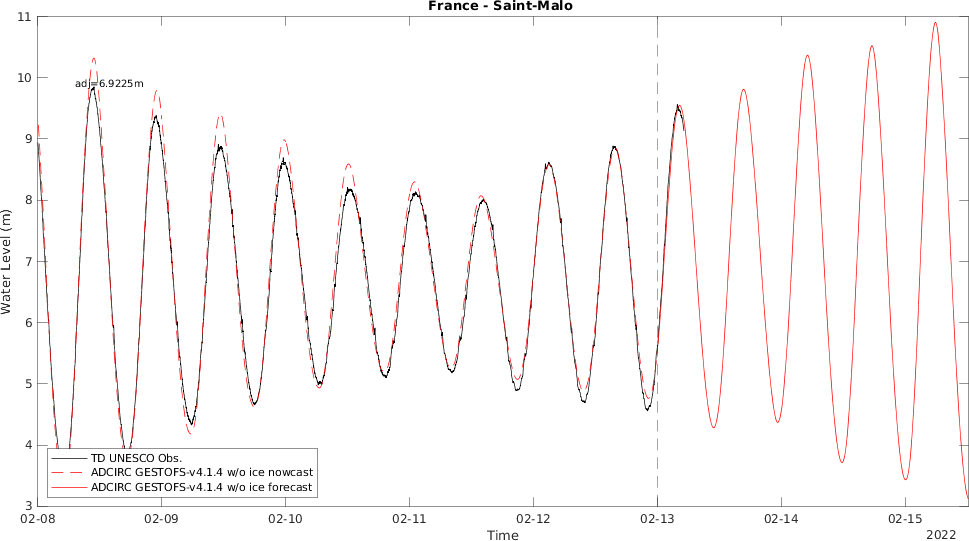 France - Saint-Malo
11
10
9
8
7
6
5
4
3
Water Level (m)
adj=6.9225m
TD UNESCO Obs.
ADCIRC GESTOFS-v4.1.4 w/o ice nowcast
ADCIRC GESTOFS-v4.1.4 w/o ice forecast
02-08 02-09 02-10 02-11 02-12 02-13 02-14 02-15
Time
2022